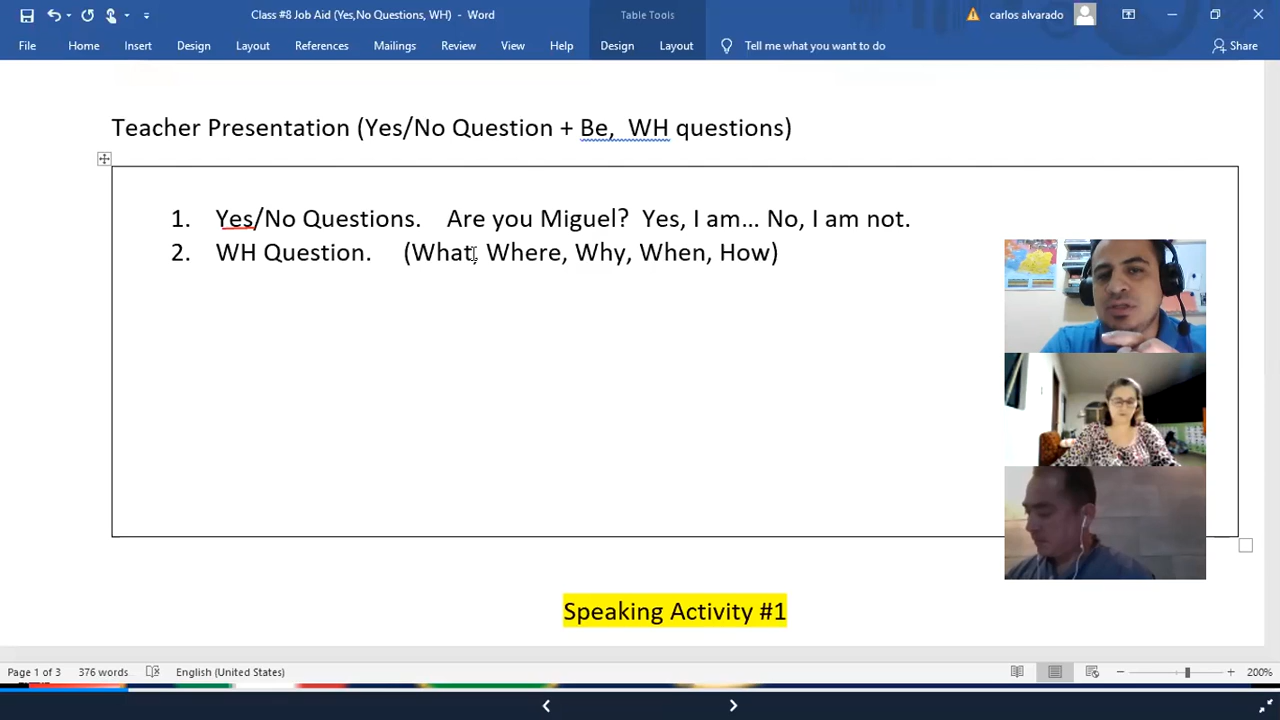 Class #8 Job Aid (Yes,No Questions, WH) - Word
Table Tools
carlos alvarado
File Home Insert Design Layout References Mailings Review View Help Design Layout Tell me what you want to do Share
Teacher Presentation (Yes/No Question + Be, WH questions)
1. Yes/No Questions. Are you Miguel? Yes, I am... No, I am not.
2. WH Question. (What, Where, Why, When, How)
Speaking Activity #1
Page 1 of 3 376 words English (United States) 200%